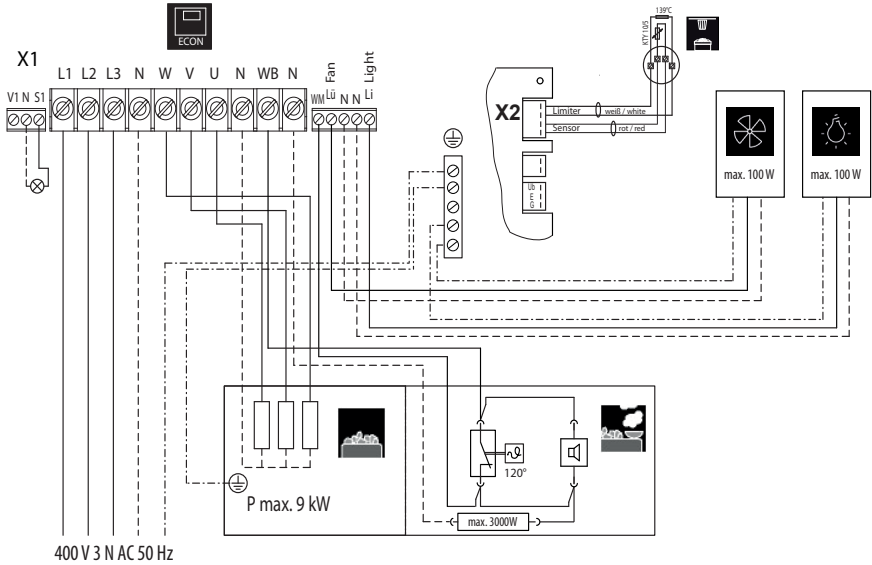 ECON
X1
V1 N S1
L1 L2 L3 N W V U N WB N
WM Fan Lü N N Light Li
139°C
KTY 10/5
X2
Limiter
weiß / white
Sensor
rot / red
Üb
E
G
max. 100 W
max. 100 W
120°
P max. 9 kW
max. 3000W
400 V 3 N AC 50 Hz